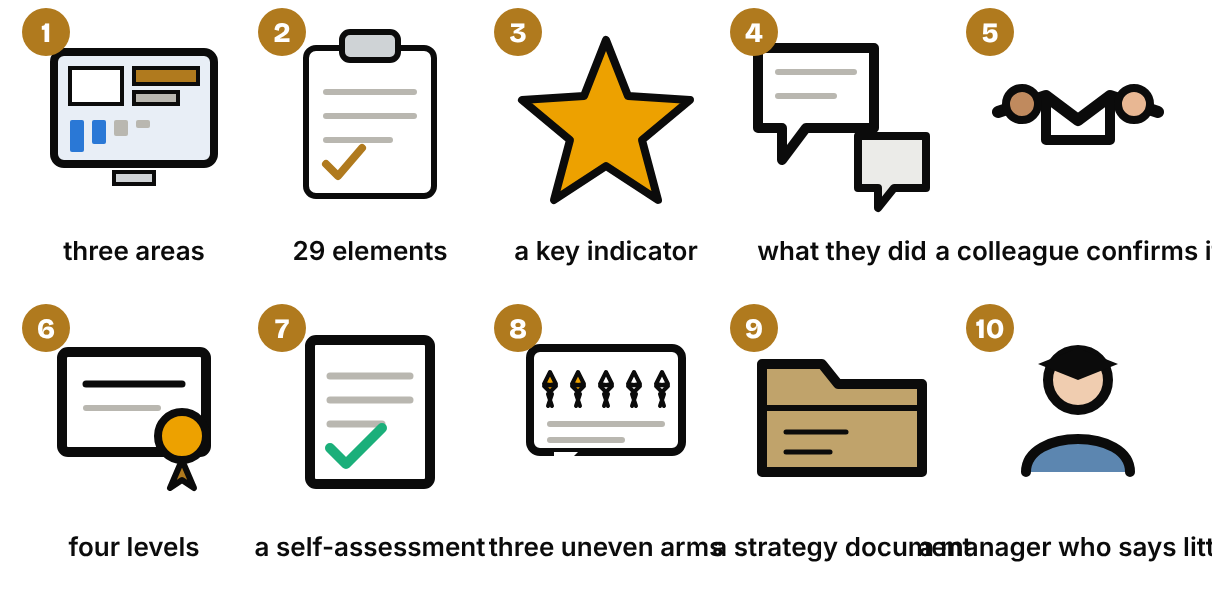 1
2
3
4
5
three areas
29 elements
a key indicator
what they did
a colleague confirms
6
7
8
9
10
four levels
a self-assessment
three uneven arms
a strategy document
a manager who says